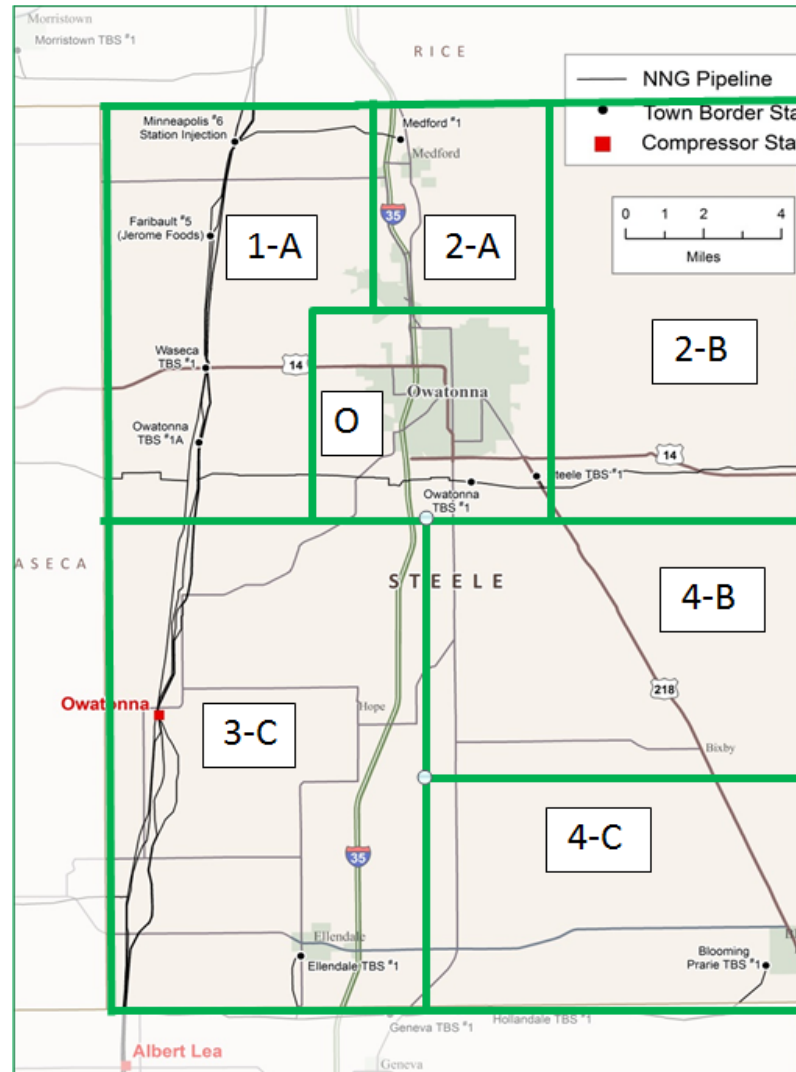 Morristown
Morristown TBS #1
RICE
NNG Pipeline
Town Border Sta
Compressor Sta
Minneapolis #6
Station Injection
Medford #1
Medford
35
0 1 2 4
Miles
Faribault #5
(Jerome Foods)
1-A
2-A
2-B
Waseca
TBS #1
14
Owatonna
O
Owatonna
TBS #1A
14
Steele TBS #1
Owatonna
TBS #1
ASECA
STEELE
4-B
218
Owatonna
Hope
3-C
Bixby
4-C
35
Ellendale
Ellendale TBS #1
Bl
Blooming
Prarie TBS #1
Geneva TBS #1
Hollandale TBS #1
Albert Lea
Geneva